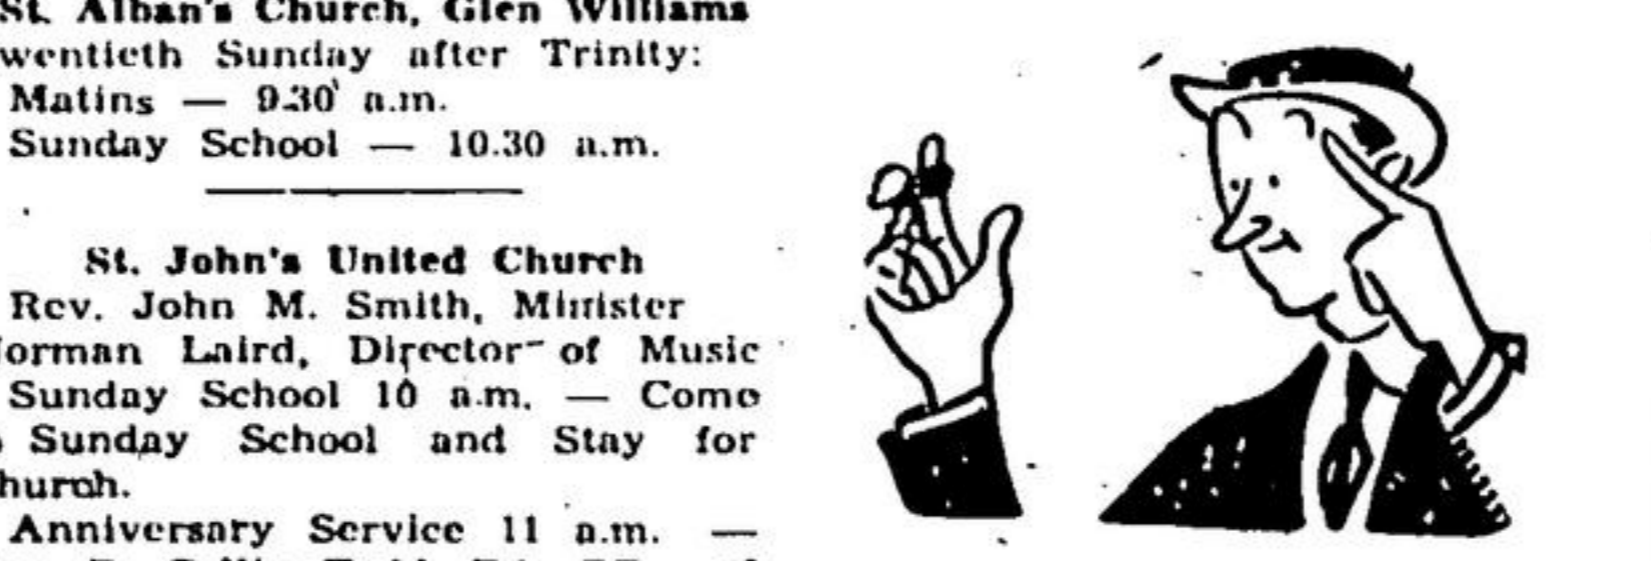 St. Alban's Church, Glen Williams
wentieth Sunday after Trinity:
Matins — 9.30 a.m.
Sunday School — 10.30 a.m.
St. John's United Church
Rev. John M. Smith, Minister
orman Laird, Director of Music
Sunday School 10 a.m. — Come
Sunday School and Stay for
hurch.
Anniversary Service 11 a.m. —